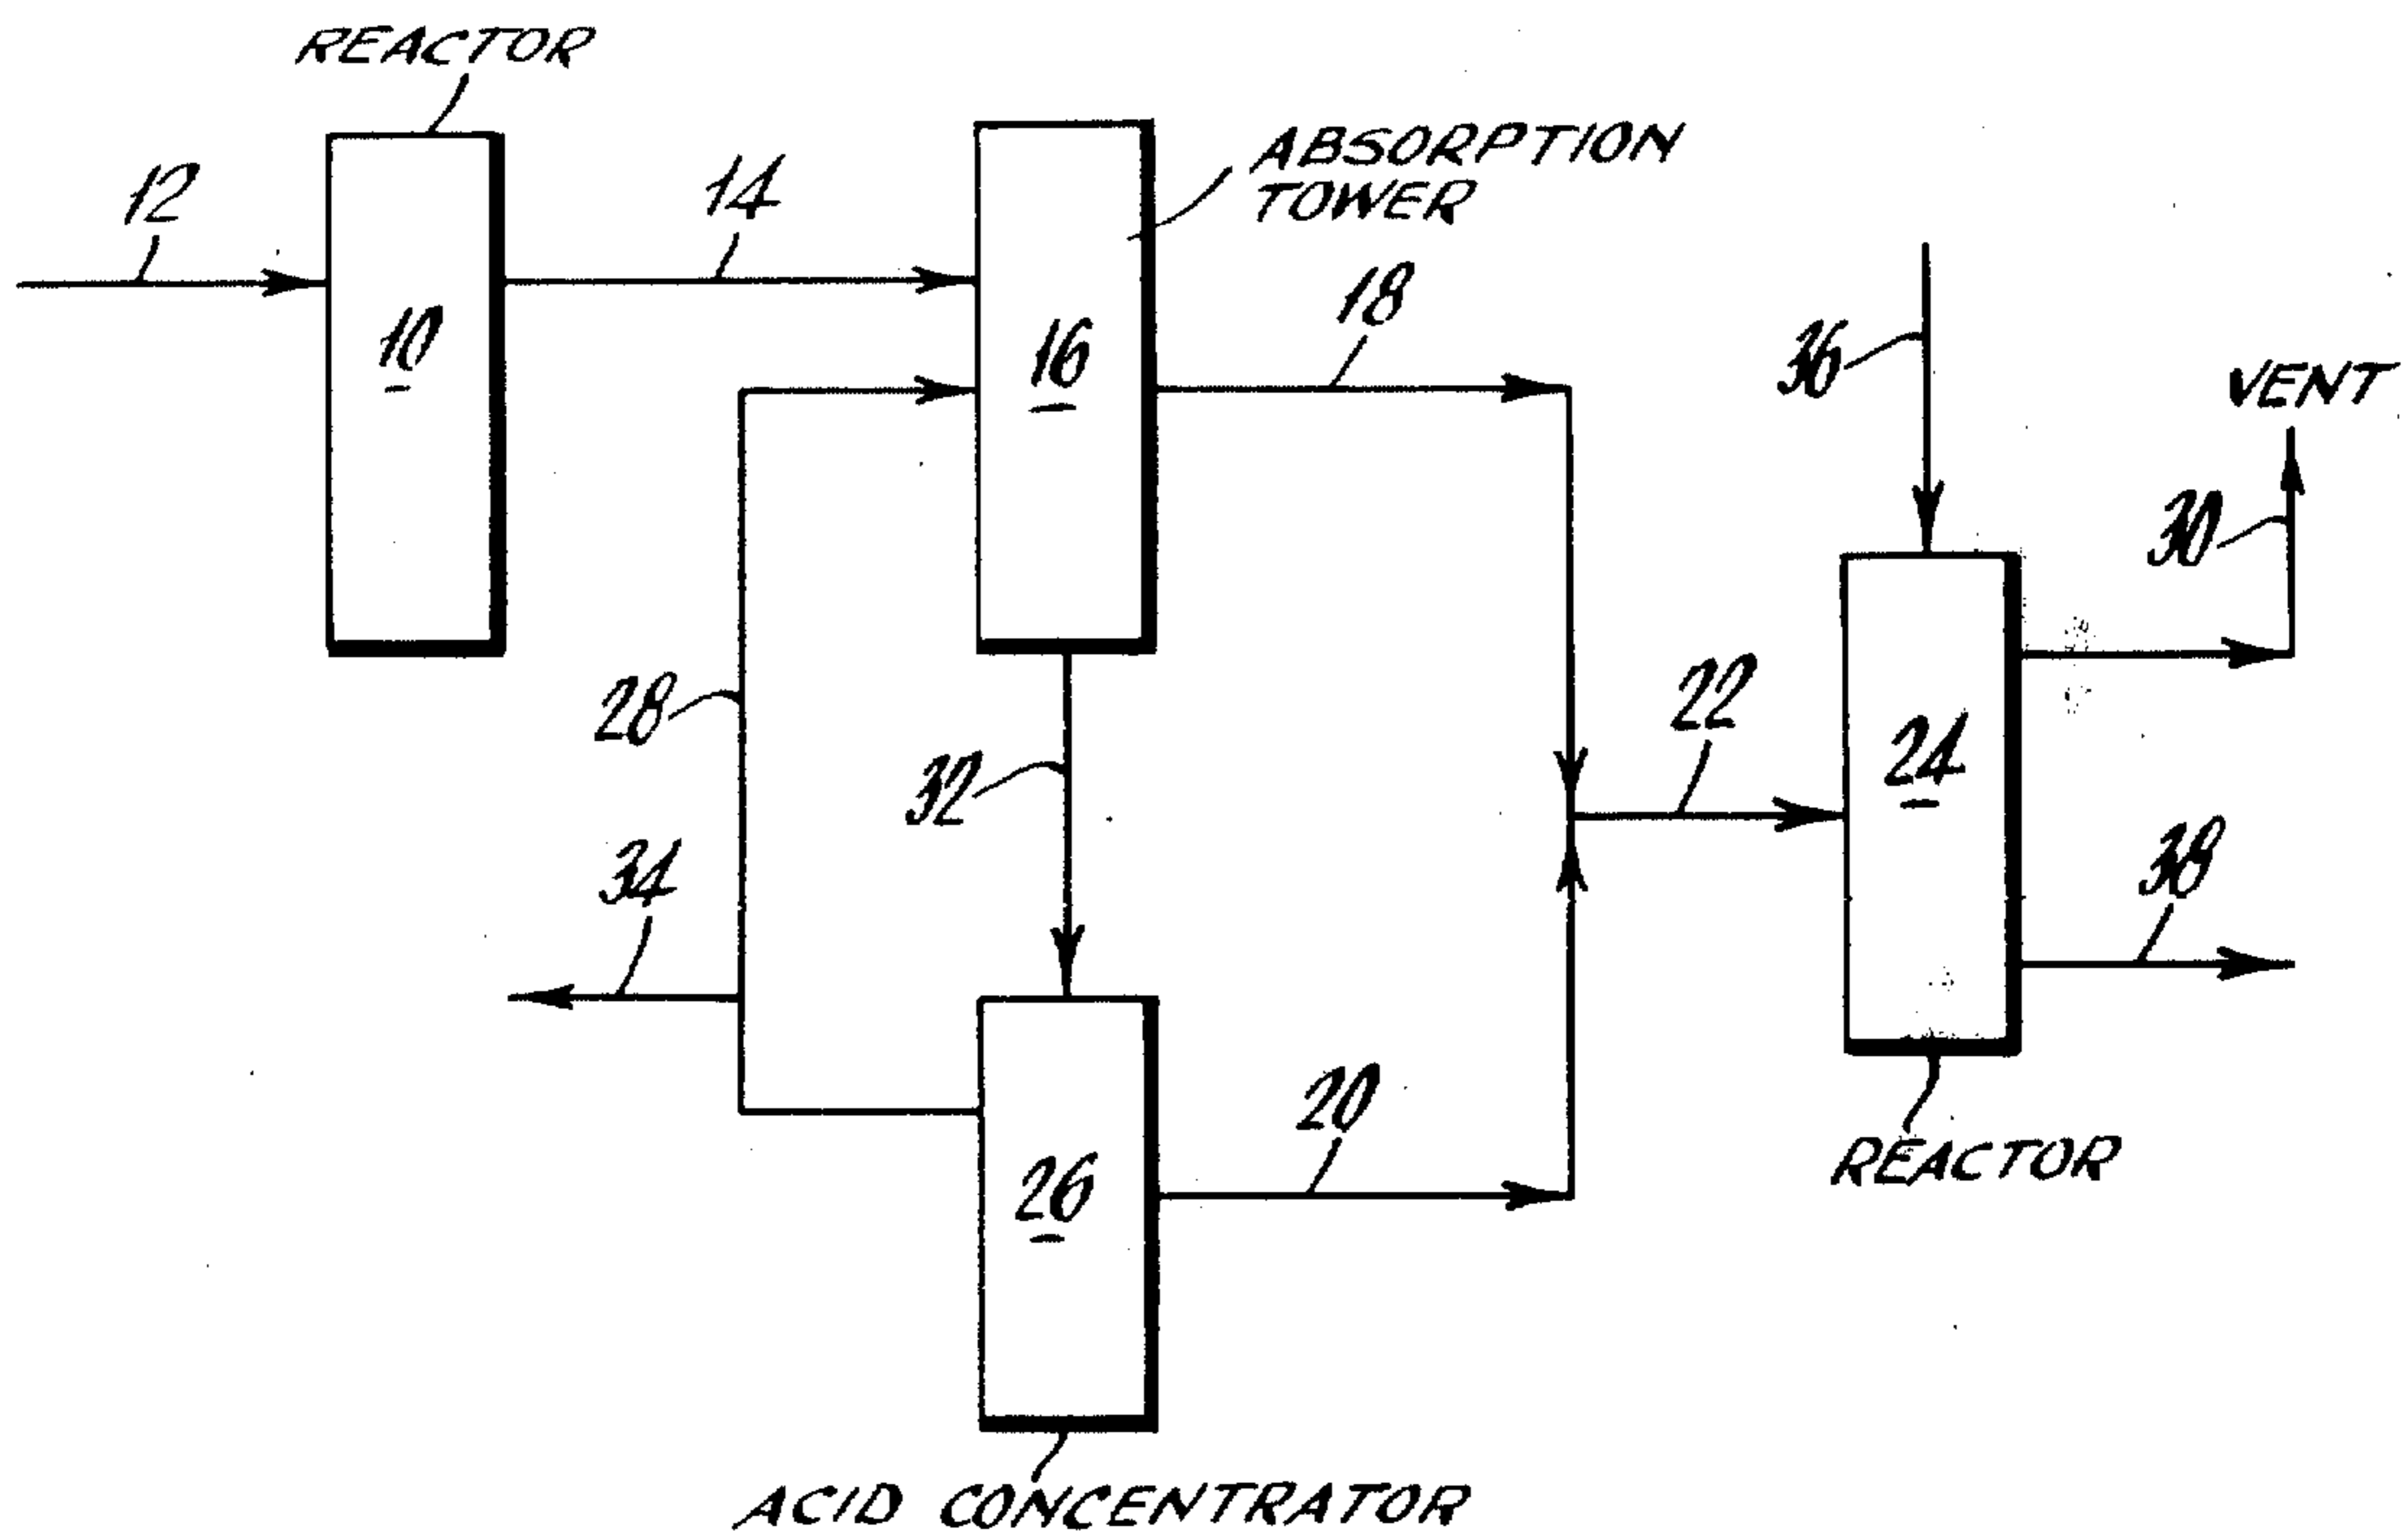 REACTOR
12
14
ABSORPTION
TOWER
18
10
16
36
VENT
30
28
22
32
24
34
38
20
26
REACTOR
ACID CONCENTRATOR